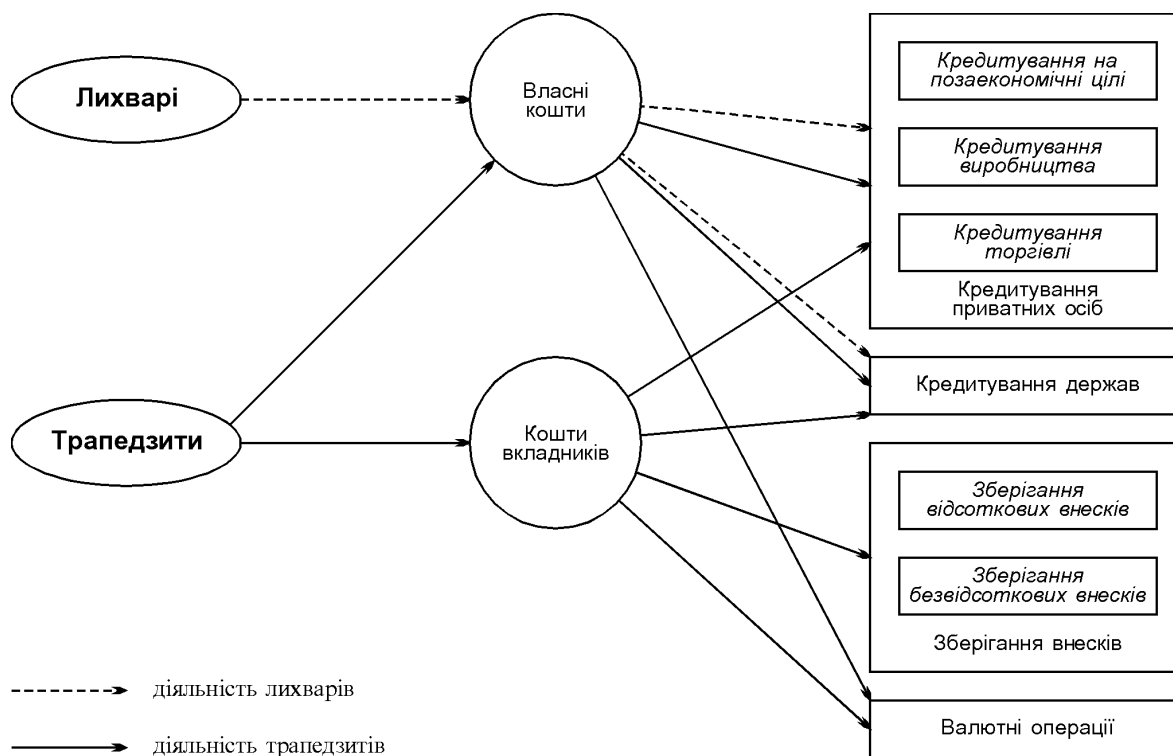 Лихварі
Трапедзити
Власні
кошти
Кошти
вкладників
Кредитування на
позаекономічні цілі
Кредитування
виробництва
Кредитування
торгівлі
Кредитування
приватних осіб
Кредитування держав
Зберігання
відсоткових внесків
Зберігання
безвідсоткових внесків
Зберігання внесків
Валютні операції
діяльність лихварів
діяльність трапедзитів